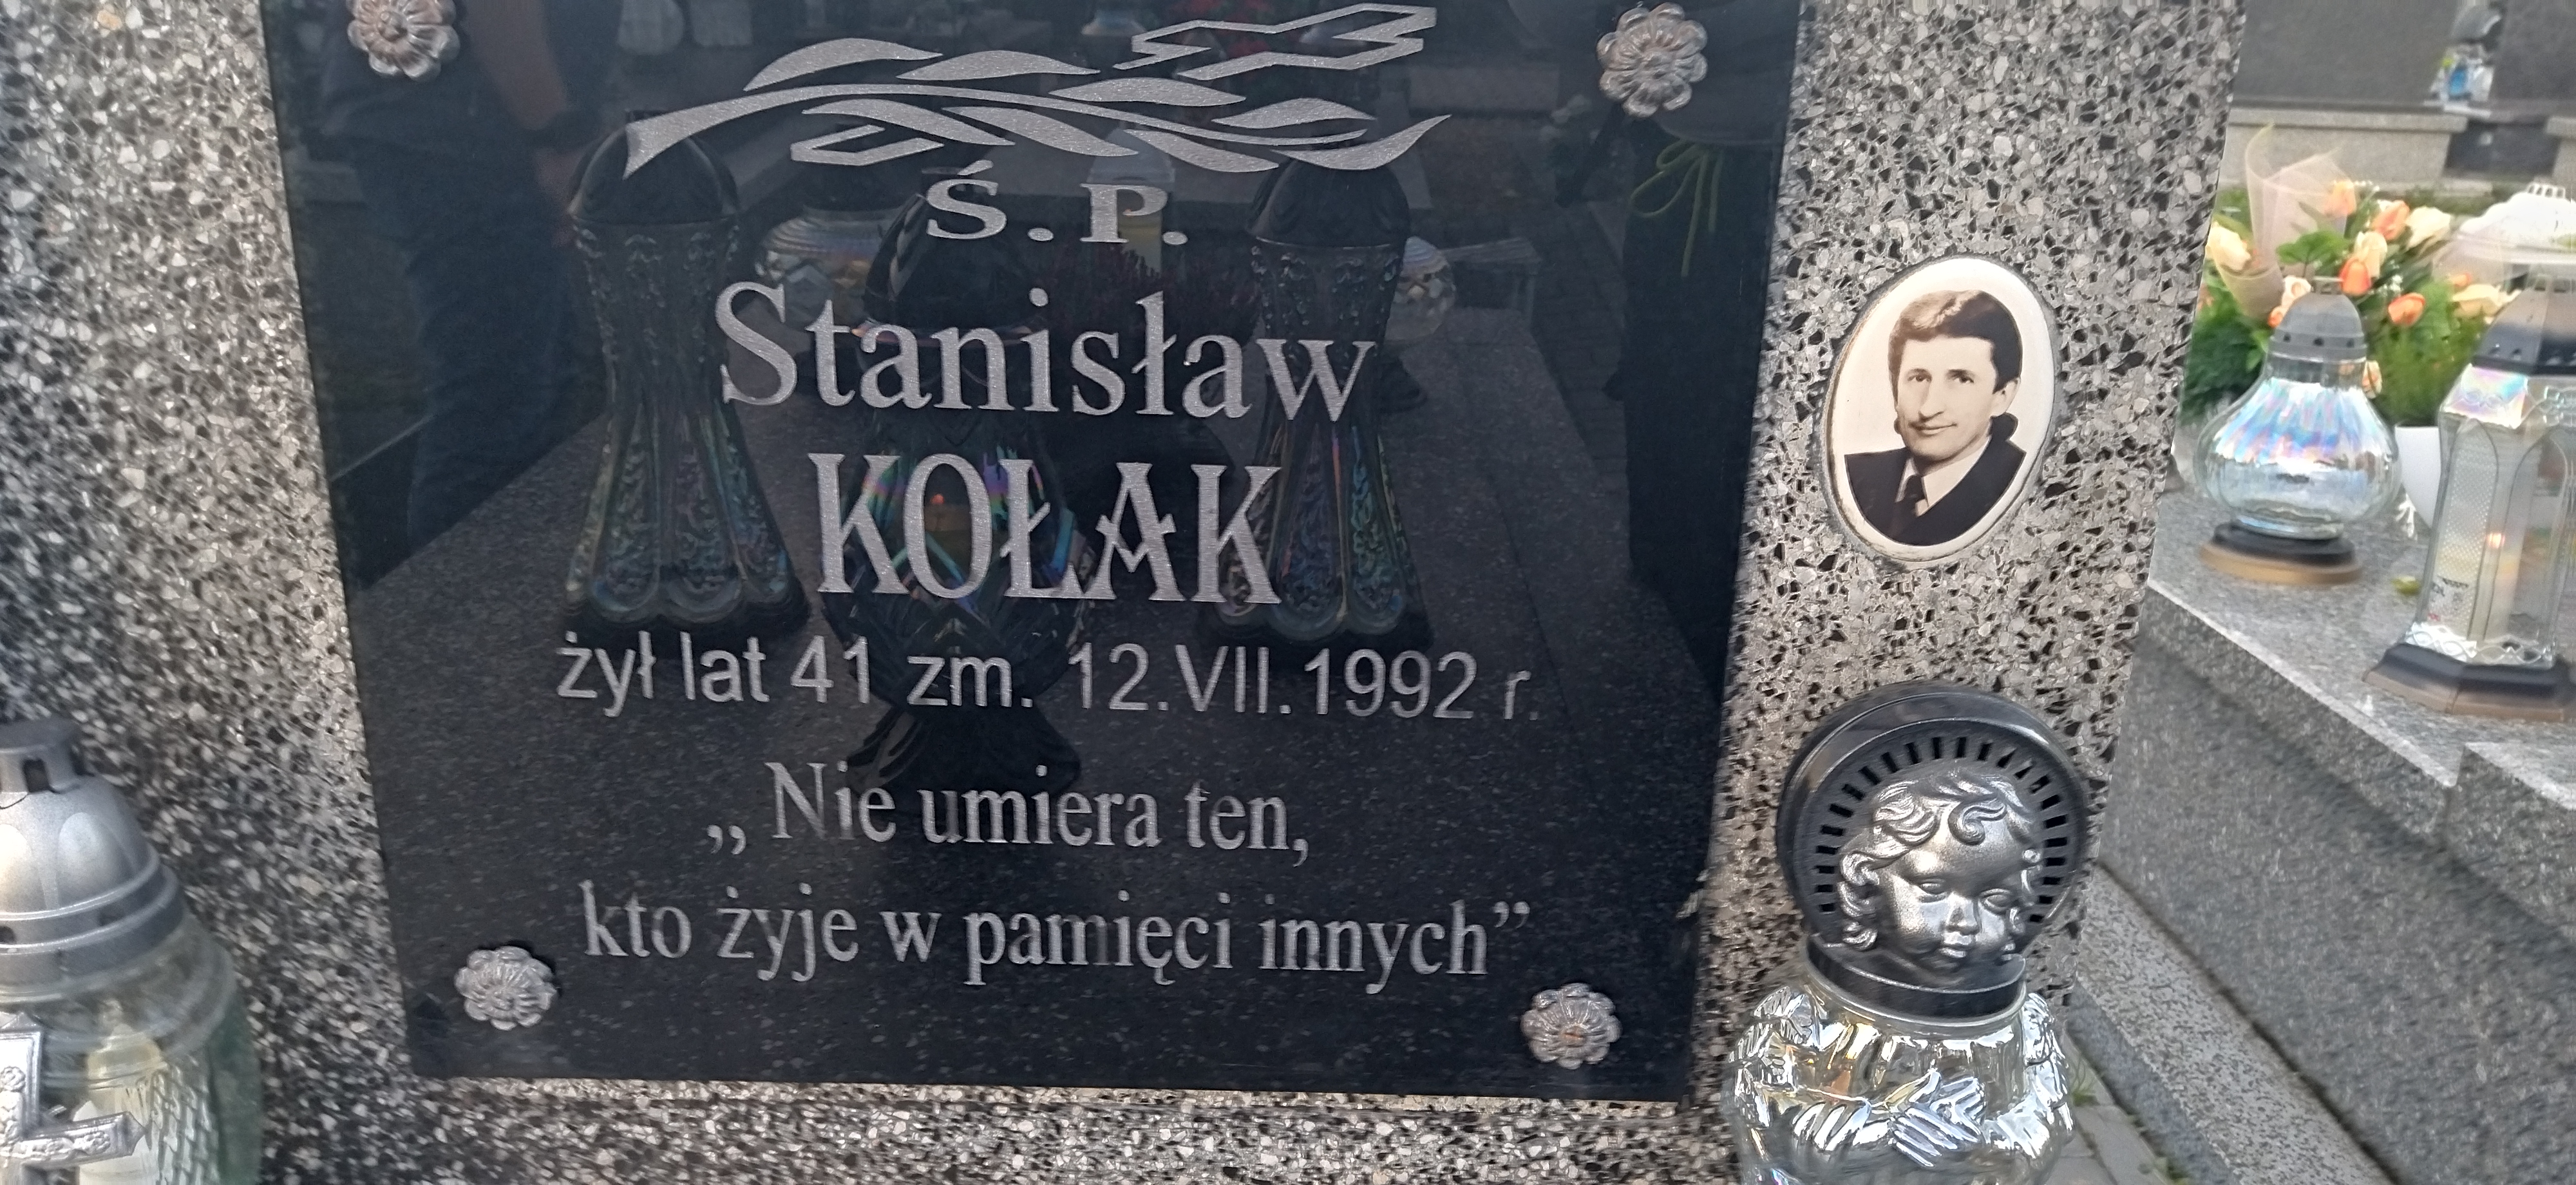 Ś.P.
Stanisław
KOŁAK
żył lat 41 zm. 12.VII.1992 r.
„ Nie umiera ten,
kto żyje w pamięci innych”